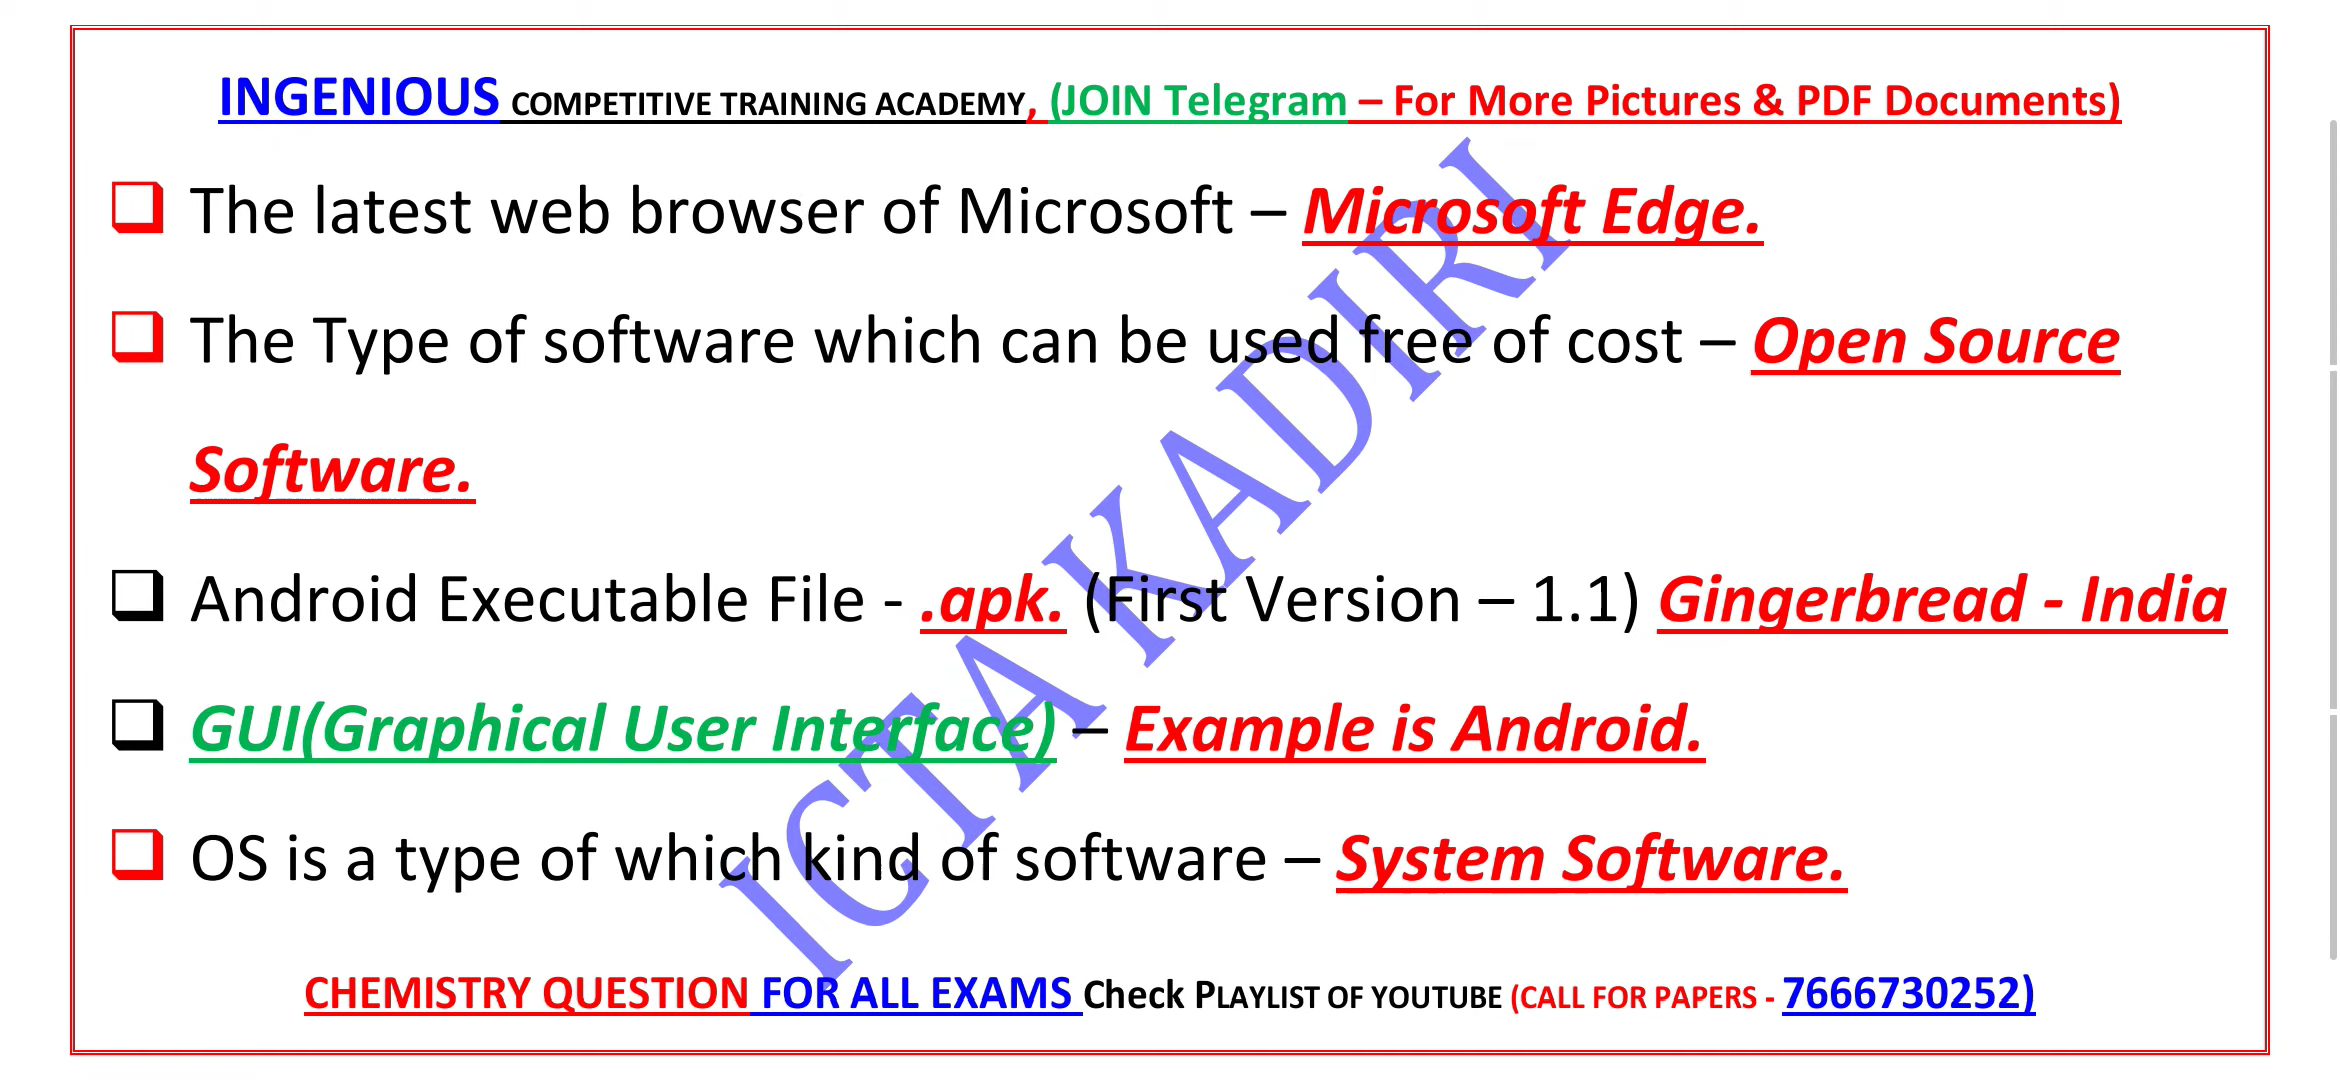 INGENIOUS COMPETITIVE TRAINING ACADEMY, (JOIN Telegram – For More Pictures & PDF Documents)
The latest web browser of Microsoft – Microsoft Edge.
The Type of software which can be used free of cost – Open Source
Software.
Android Executable File - .apk. (First Version – 1.1) Gingerbread - India
GUI(Graphical User Interface) – Example is Android.
OS is a type of which kind of software – System Software.
CHEMISTRY QUESTION FOR ALL EXAMS Check PLAYLIST OF YOUTUBE (CALL FOR PAPERS - 7666730252)
ICTA KADIRI